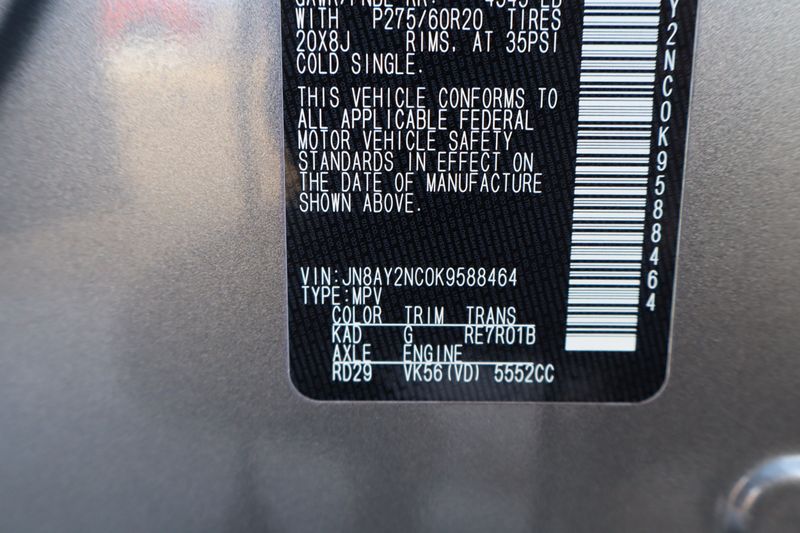 WITH P275/60R20 TIRES
20X8J RIMS, AT 35PSI
COLD SINGLE.
THIS VEHICLE CONFORMS TO
ALL APPLICABLE FEDERAL
MOTOR VEHICLE SAFETY
STANDARDS IN EFFECT ON
THE DATE OF MANUFACTURE
SHOWN ABOVE.
VIN:JN8AY2NC0K9588464
TYPE:MPV
COLOR TRIM TRANS
KAD G RE7R01B
AXLE ENGINE
RD29 VK56(VD) 5552CC
Y2NC0K9588464